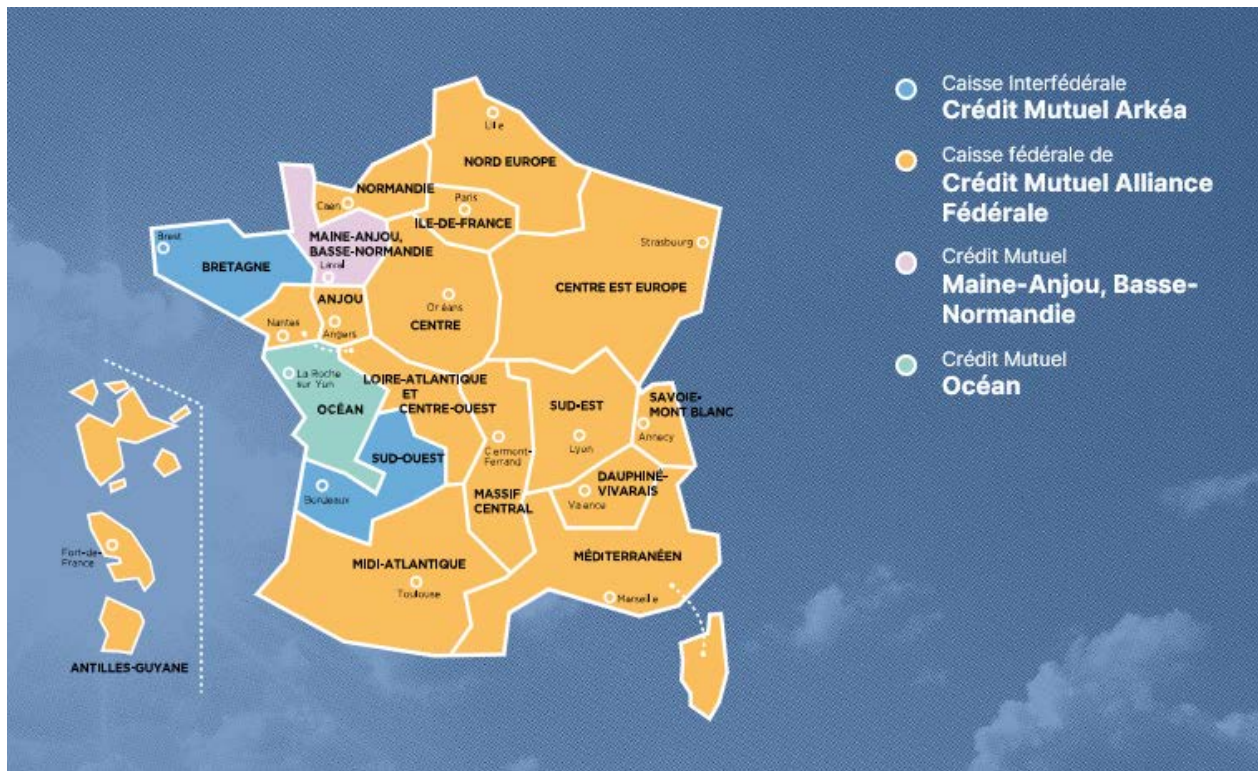 Caisse Interfédérale
Crédit Mutuel Arkéa
Caisse fédérale de
Crédit Mutuel Alliance
Fédérale
Crédit Mutuel
Maine-Anjou, Basse-
Normandie
Crédit Mutuel
Océan
Lille
NORD EUROPE
NORMANDIE
Caen
Paris
ILE-DE-FRANCE
MAINE-ANJOU,
BASSE-NORMANDIE
Laval
Brest
BRETAGNE
Strasbourg
CENTRE EST EUROPE
ANJOU
Angers
Nantes
Orléans
CENTRE
La Roche
sur Yun
OCÉAN
LOIRE-ATLANTIQUE
ET
CENTRE-OUEST
SUD-EST
Lyon
SAVOIE-
MONT BLANC
Annecy
Clermont-
Ferrand
SUD-OUEST
Bordeaux
MASSIF
CENTRAL
DAUPHINÉ-
VIVARAIS
Valence
MIDI-ATLANTIQUE
Toulouse
MÉDITERRANÉEN
Marseille
Fort-de-
France
ANTILLES-GUYANE